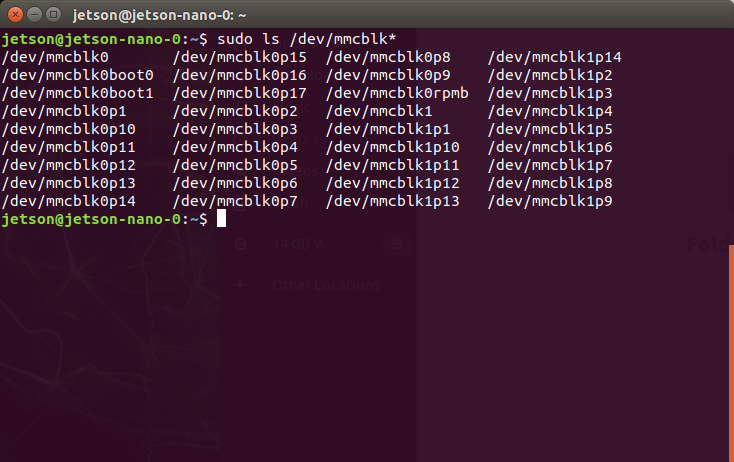 jetson@jetson-nano-0: ~
jetson@jetson-nano-0:~$ sudo ls /dev/mmcblk*
/dev/mmcblk0 /dev/mmcblk0p15 /dev/mmcblk0p8 /dev/mmcblk1p14
/dev/mmcblk0boot0 /dev/mmcblk0p16 /dev/mmcblk0p9 /dev/mmcblk1p2
/dev/mmcblk0boot1 /dev/mmcblk0p17 /dev/mmcblk0rpmb /dev/mmcblk1p3
/dev/mmcblk0p1 /dev/mmcblk0p2 /dev/mmcblk1 /dev/mmcblk1p4
/dev/mmcblk0p10 /dev/mmcblk0p3 /dev/mmcblk1p1 /dev/mmcblk1p5
/dev/mmcblk0p11 /dev/mmcblk0p4 /dev/mmcblk1p10 /dev/mmcblk1p6
/dev/mmcblk0p12 /dev/mmcblk0p5 /dev/mmcblk1p11 /dev/mmcblk1p7
/dev/mmcblk0p13 /dev/mmcblk0p6 /dev/mmcblk1p12 /dev/mmcblk1p8
/dev/mmcblk0p14 /dev/mmcblk0p7 /dev/mmcblk1p13 /dev/mmcblk1p9
jetson@jetson-nano-0:~$
14 GB V...
Fold
Other Locations